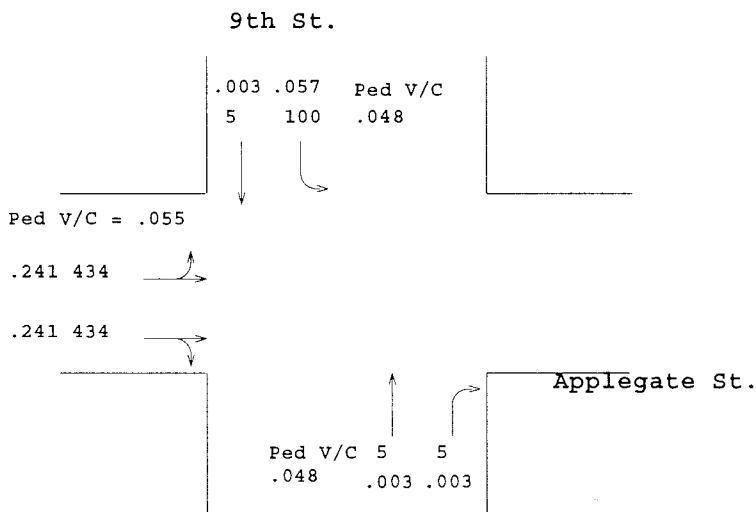 9th St.
.003 .057 Ped V/C
5 100 .048
Ped V/C = .055
.241 434
.241 434
Applegate St.
Ped V/C 5 5
.048 .003 .003